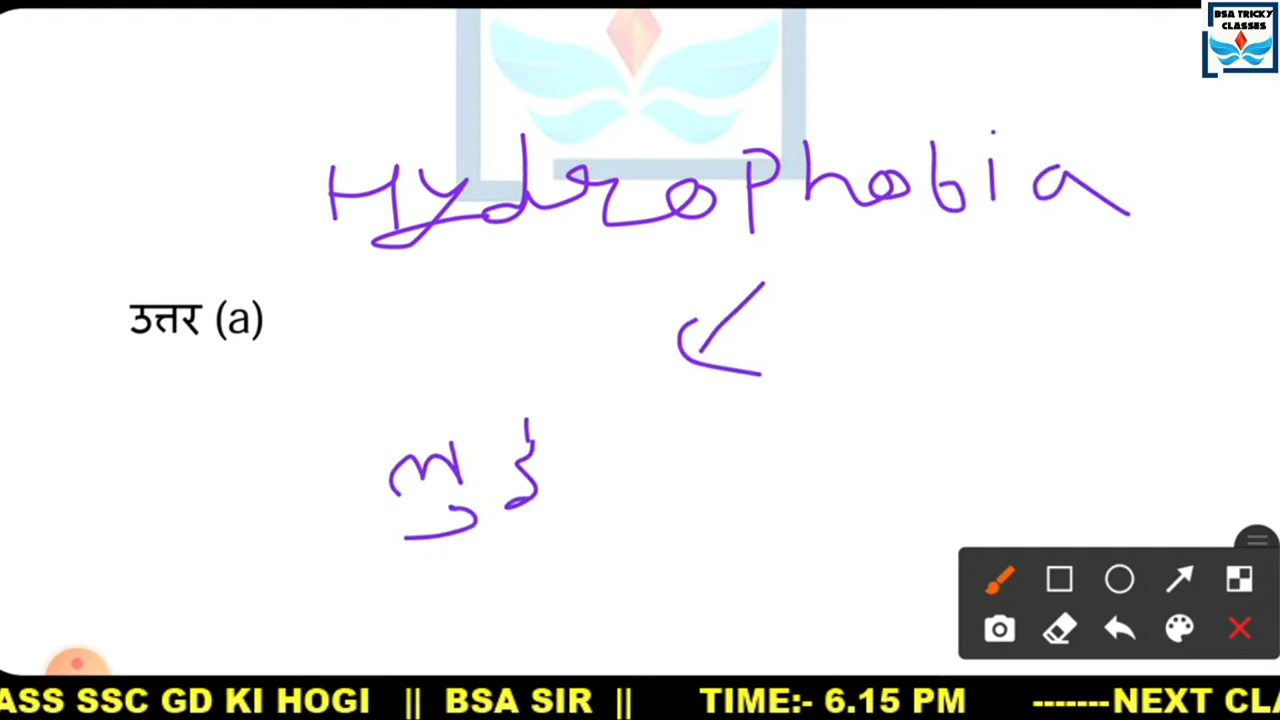 BSA TRICKY
CLASSES
HydroPhobia
उत्तर (a)
ASS SSC GD KI HOGI || BSA SIR || TIME:- 6.15 PM -------NEXT CLA